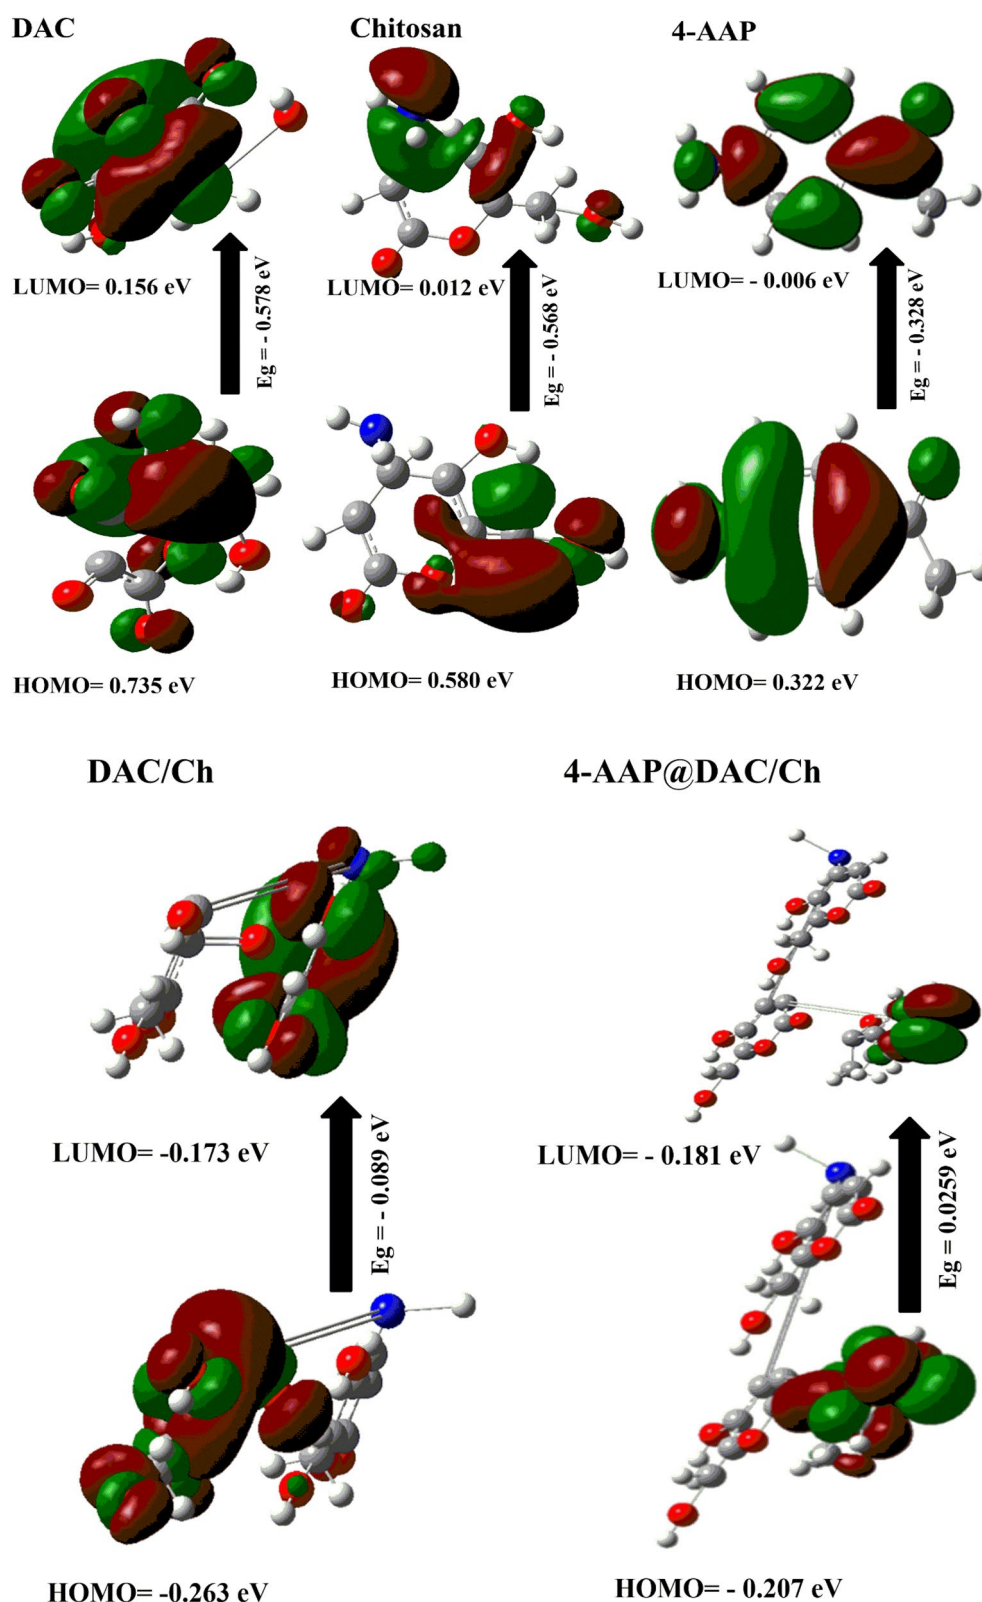 DAC
Chitosan
4-AAP
LUMO= 0.156 eV
LUMO= 0.012 eV
LUMO= - 0.006 eV
Eg = - 0.578 eV
Eg = - 0.568 eV
Eg = - 0.328 eV
HOMO= 0.735 eV
HOMO= 0.580 eV
HOMO= 0.322 eV
DAC/Ch
4-AAP@DAC/Ch
LUMO= -0.173 eV
LUMO= - 0.181 eV
Eg = - 0.089 eV
Eg = 0.0259 eV
HOMO= -0.263 eV
HOMO= - 0.207 eV